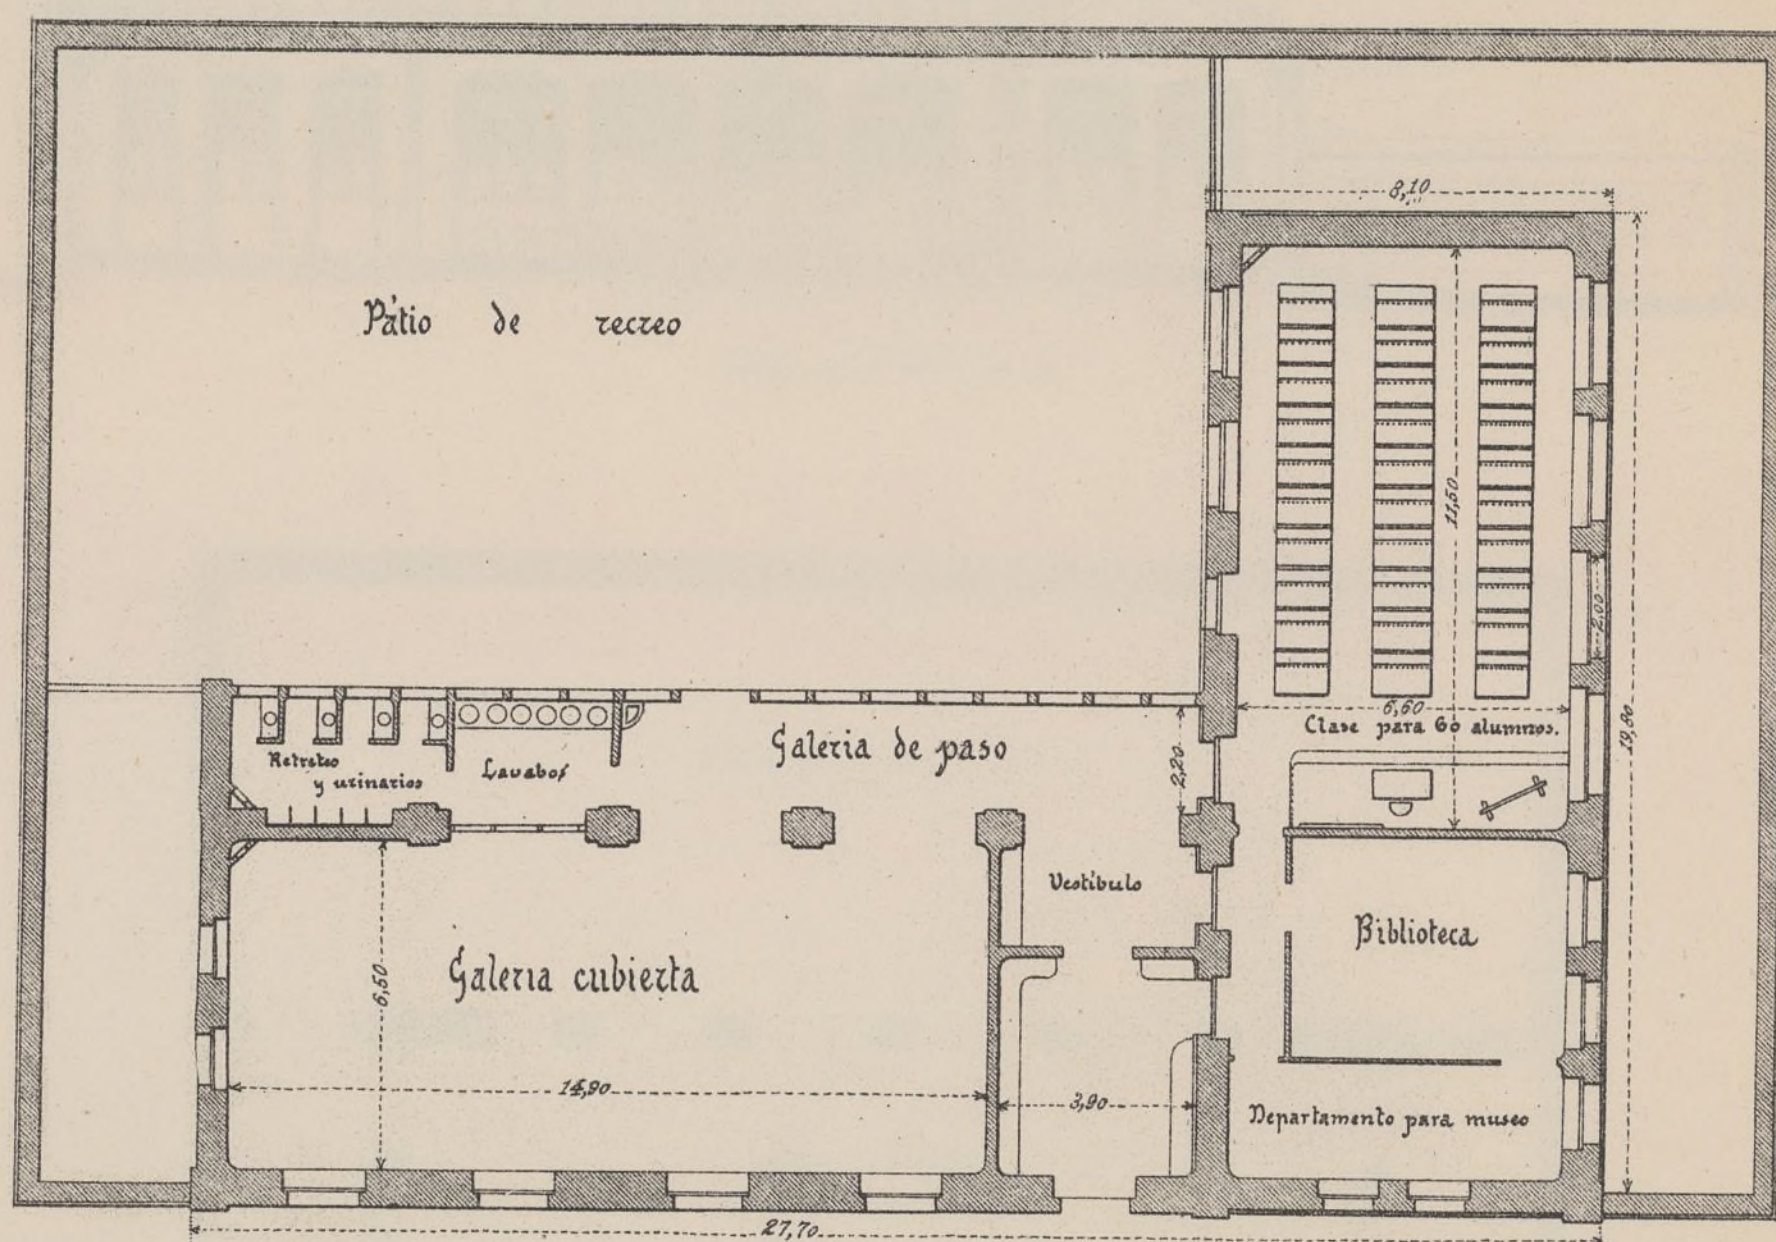 8,10
Pátio de recreo
11,50
2,00
6,60
Clase para 60 alumnos.
19,80
Galeria de paso
2,20
Retretes
y urinarios
Lavabos
Vestíbulo
Biblioteca
Galeria cubierta
6,50
14,90
3,90
Departamento para museo
27,70